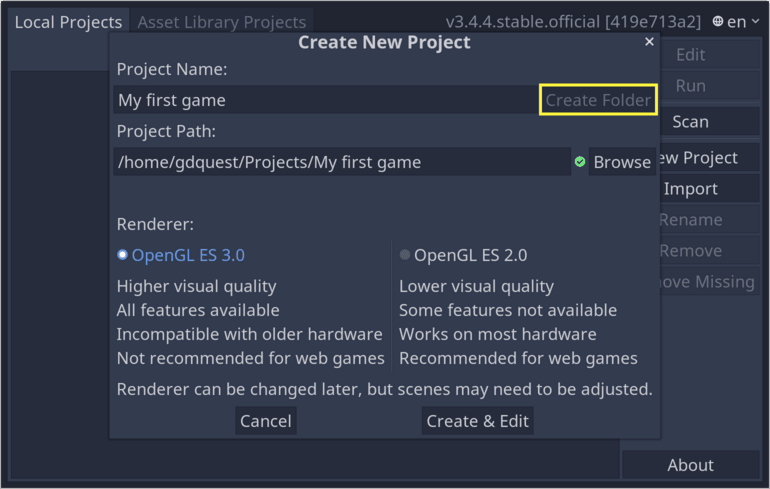 Local Projects Asset Library Projects v3.4.4.stable.official [419e713a2] en
Create New Project
Project Name:
My first game Create Folder
Project Path:
/home/gdquest/Projects/My first game Browse
Renderer:
OpenGL ES 3.0 OpenGL ES 2.0
Higher visual quality Lower visual quality
All features available Some features not available
Incompatible with older hardware Works on most hardware
Not recommended for web games Recommended for web games
Renderer can be changed later, but scenes may need to be adjusted.
Cancel Create & Edit
Edit
Run
Scan
ew Project
Import
Rename
Remove
ove Missing
About